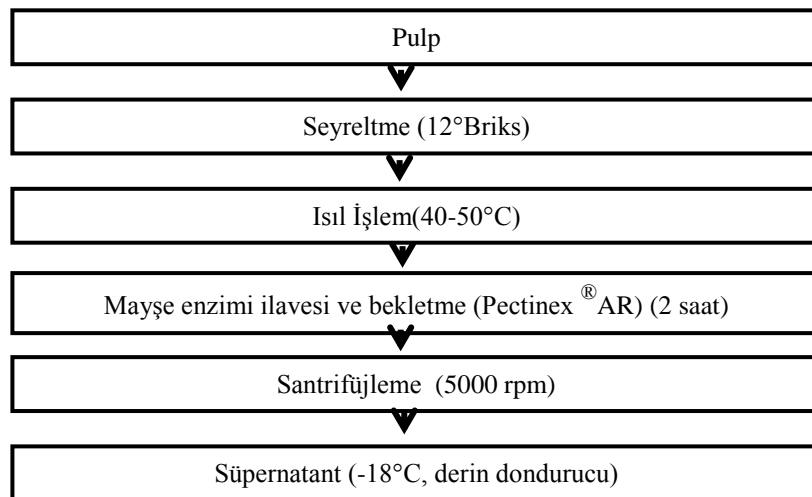 Pulp
Seyreltme (12°Briks)
Isıl İşlem(40-50°C)
Mayşe enzimi ilavesi ve bekletme (Pectinex ®AR) (2 saat)
Santrifüjleme (5000 rpm)
Süpernatant (-18°C, derin dondurucu)